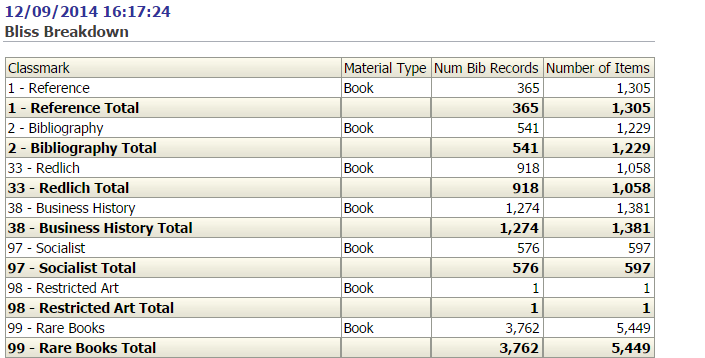 12/09/2014 16:17:24
Bliss Breakdown
Classmark Material Type Num Bib Records Number of Items
1 - Reference Book 365 1,305
1 - Reference Total 365 1,305
2 - Bibliography Book 541 1,229
2 - Bibliography Total 541 1,229
33 - Redlich Book 918 1,058
33 - Redlich Total 918 1,058
38 - Business History Book 1,274 1,381
38 - Business History Total 1,274 1,381
97 - Socialist Book 576 597
97 - Socialist Total 576 597
98 - Restricted Art Book 1 1
98 - Restricted Art Total 1 1
99 - Rare Books Book 3,762 5,449
99 - Rare Books Total 3,762 5,449